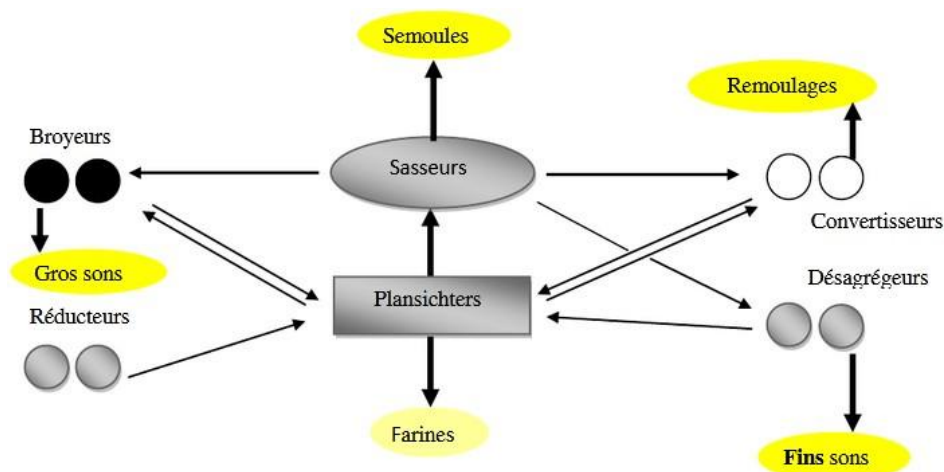 Semoules
Remoulages
Broyeurs
Sasseurs
Convertisseurs
Gros sons
Plansichters
Désagrégeurs
Réducteurs
Farines
Fins sons